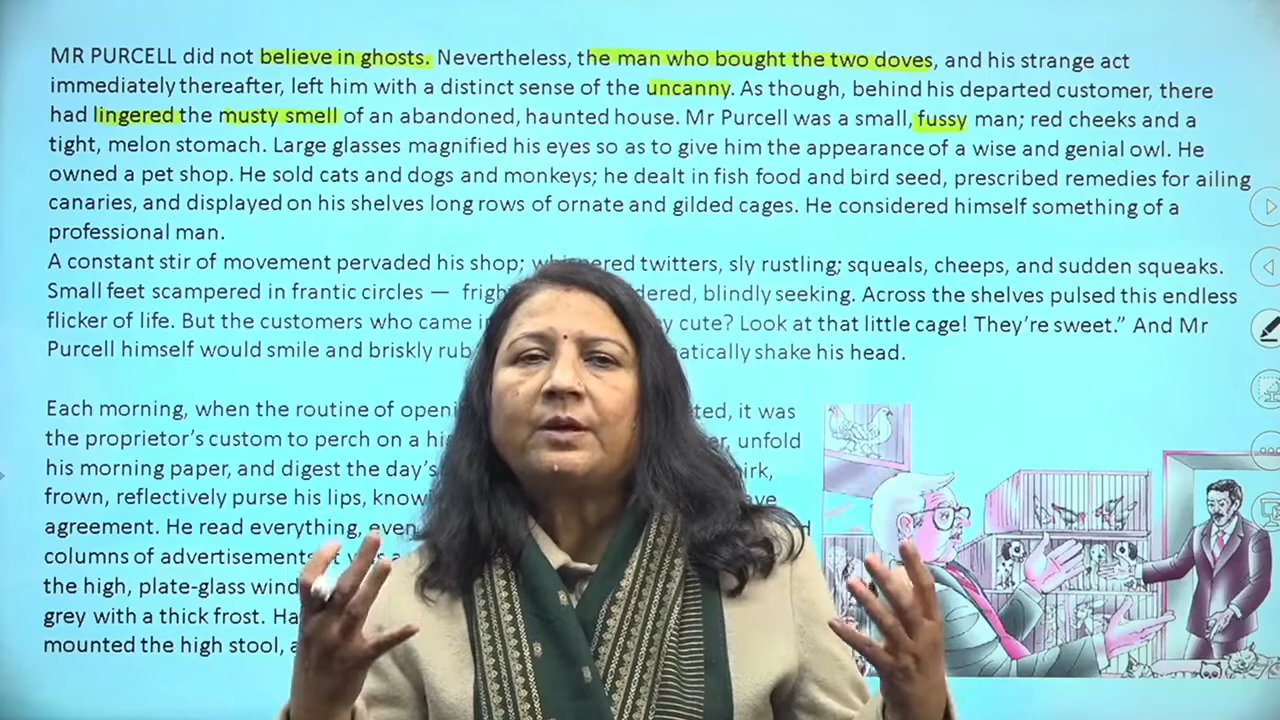 MR PURCELL did not believe in ghosts. Nevertheless, the man who bought the two doves, and his strange act
immediately thereafter, left him with a distinct sense of the uncanny. As though, behind his departed customer, there
had lingered the musty smell of an abandoned, haunted house. Mr Purcell was a small, fussy man; red cheeks and a
tight, melon stomach. Large glasses magnified his eyes so as to give him the appearance of a wise and genial owl. He
owned a pet shop. He sold cats and dogs and monkeys; he dealt in fish food and bird seed, prescribed remedies for ailing
canaries, and displayed on his shelves long rows of ornate and gilded cages. He considered himself something of a
professional man.
A constant stir of movement pervaded his shop; whispered twitters, sly rustling; squeals, cheeps, and sudden squeaks.
Small feet scampered in frantic circles — blindly seeking. Across the shelves pulsed this endless
flicker of life. But the customers who came cute? Look at that little cage! They’re sweet.” And Mr
Purcell himself would smile and briskly shake his head.
Each morning, when the routine of it was
the proprietor’s custom to perch on a unfold
his morning paper, and digest the day’s
frown, reflectively purse his lips,
agreement. He read everything, even
columns of advertisements.
the high, plate-glass
grey with a thick frost.
mounted the high stool,